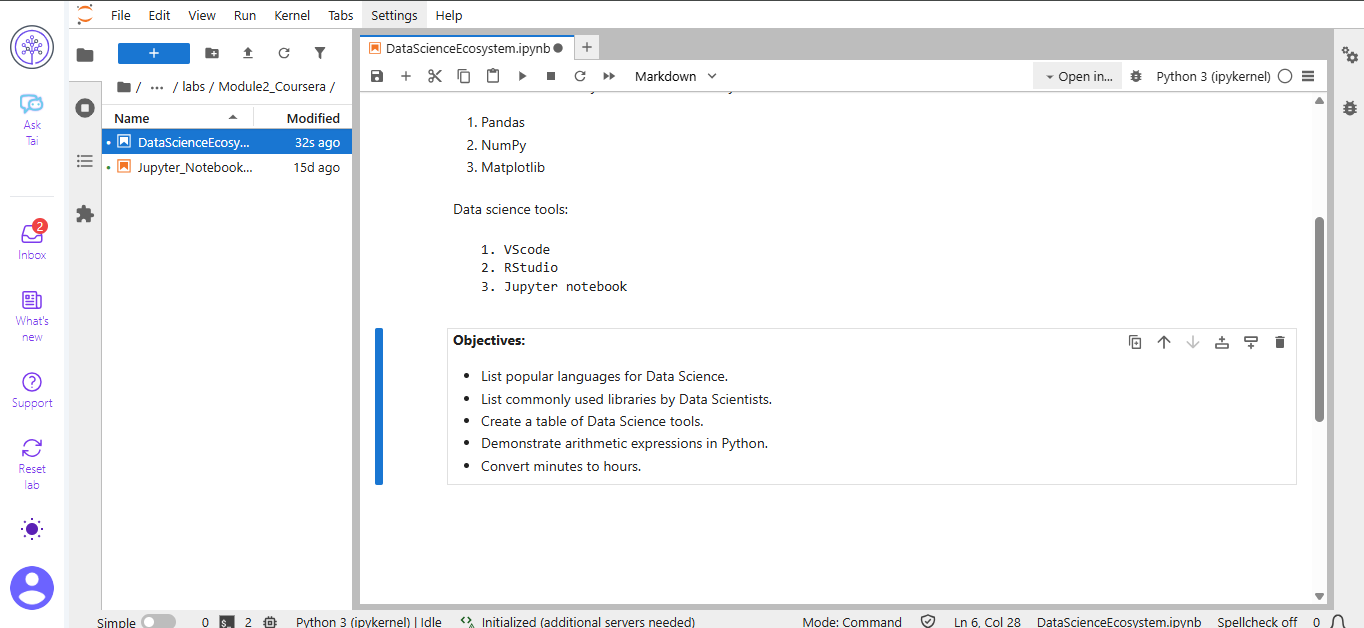 File Edit View Run Kernel Tabs Settings Help
Ask
Tai
2
Inbox
What's
new
Support
Reset
lab
/ ... / labs / Module2_Coursera /
Name Modified
DataScienceEcosy... 32s ago
Jupyter_Notebook... 15d ago
DataScienceEcosystem.ipynb
Markdown
Open in...
Python 3 (ipykernel)
1. Pandas
2. NumPy
3. Matplotlib
Data science tools:
1. VScode
2. RStudio
3. Jupyter notebook
Objectives:
• List popular languages for Data Science.
• List commonly used libraries by Data Scientists.
• Create a table of Data Science tools.
• Demonstrate arithmetic expressions in Python.
• Convert minutes to hours.
Simple 0 $_ 2 Python 3 (ipykernel) | Idle Initialized (additional servers needed) Mode: Command Ln 6, Col 28 DataScienceEcosystem.ipynb Spellcheck off 0